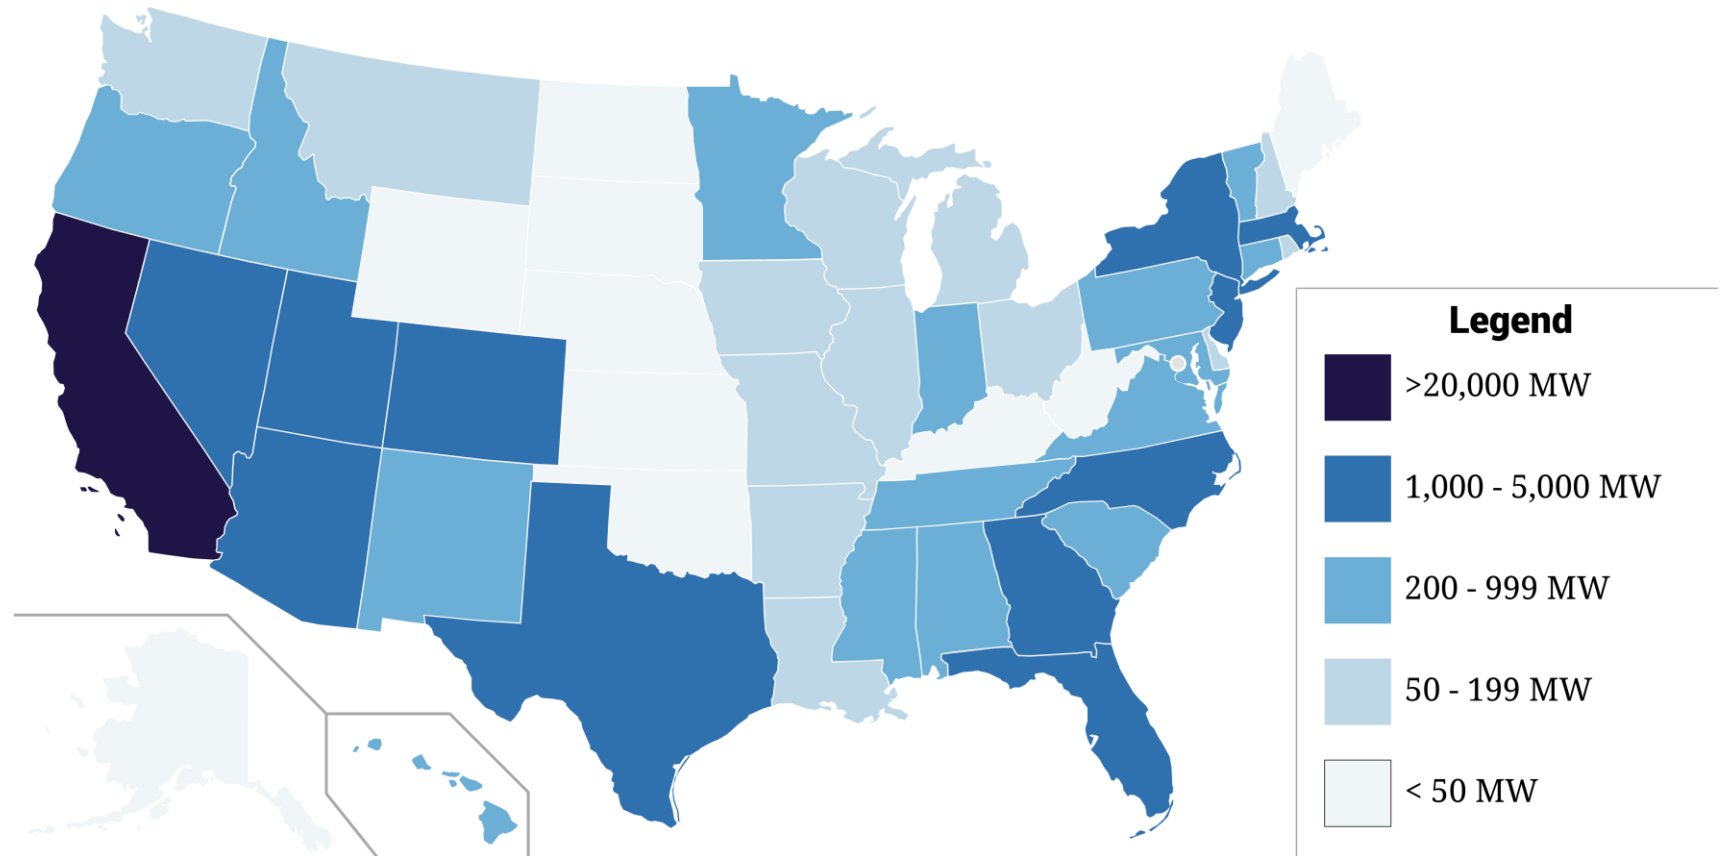 Legend
>20,000 MW
1,000 - 5,000 MW
200 - 999 MW
50 - 199 MW
< 50 MW